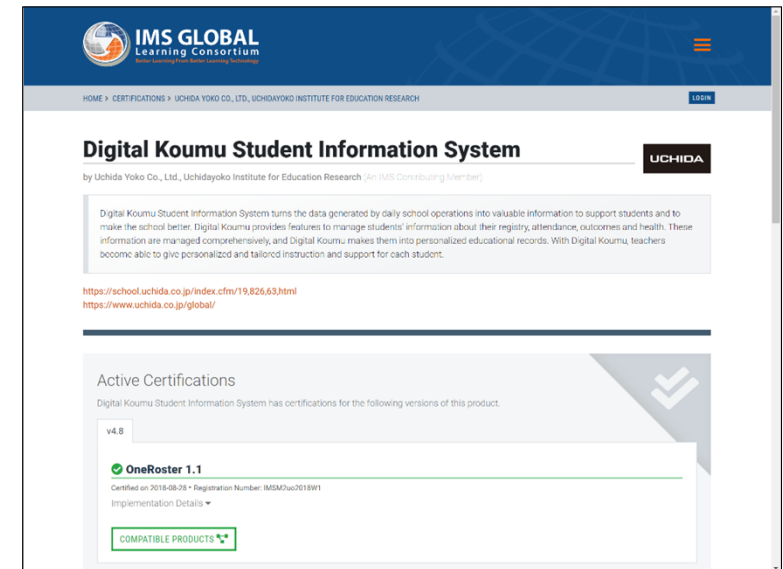 IMS GLOBAL
Learning Consortium
Better Learning From Better Learning Technology
HOME > CERTIFICATIONS > UCHIDA YOKO CO., LTD., UCHIDAYOKO INSTITUTE FOR EDUCATION RESEARCH
LOGIN
Digital Koumu Student Information System
UCHIDA
by Uchida Yoko Co., Ltd., Uchidayoko Institute for Education Research (An IMS Contributing Member)
Digital Koumu Student Information System turns the data generated by daily school operations into valuable information to support students and to
make the school better. Digital Koumu provides features to manage students' information about their registry, attendance, outcomes and health. These
information are managed comprehensively, and Digital Koumu makes them into personalized educational records. With Digital Koumu, teachers
become able to give personalized and tailored instruction and support for each student.
https://school.uchida.co.jp/index.cfm/19,826,63,html
https://www.uchida.co.jp/global/
Active Certifications
Digital Koumu Student Information System has certifications for the following versions of this product.
v4.8
OneRoster 1.1
Certified on 2018-08-28 • Registration Number: IMSM2uo2018W1
Implementation Details
COMPATIBLE PRODUCTS